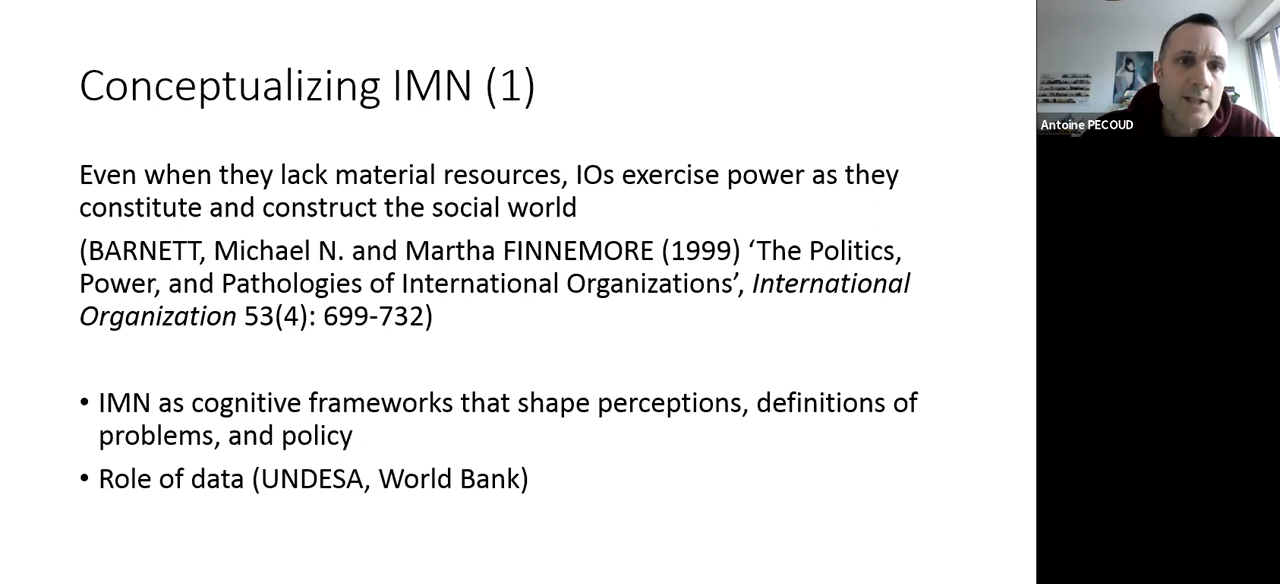 Conceptualizing IMN (1)
Even when they lack material resources, IOs exercise power as they
constitute and construct the social world
(BARNETT, Michael N. and Martha FINNEMORE (1999) ‘The Politics,
Power, and Pathologies of International Organizations’, International
Organization 53(4): 699-732)
• IMN as cognitive frameworks that shape perceptions, definitions of
problems, and policy
• Role of data (UNDESA, World Bank)
Antoine PECOUD